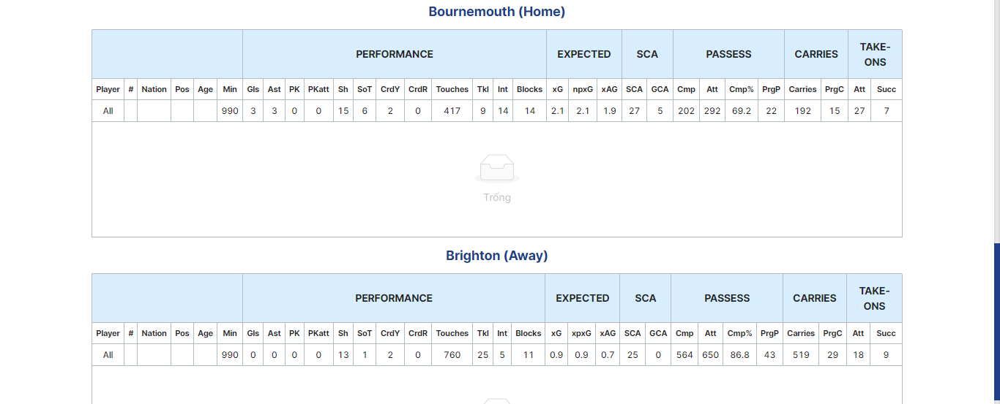 Bournemouth (Home)
PERFORMANCE EXPECTED SCA PASSESS CARRIES TAKE-
ONS
Player # Nation Pos Age Min Gls Ast PK PKatt Sh SoT CrdY CrdR Touches Tkl Int Blocks xG npxG xAG SCA GCA Cmp Att Cmp% PrgP Carries PrgC Att Succ
All 990 3 3 0 0 15 6 2 0 417 9 14 14 2.1 2.1 1.9 27 5 202 292 69.2 22 192 15 27 7
Trống
Brighton (Away)
PERFORMANCE EXPECTED SCA PASSESS CARRIES TAKE-
ONS
Player # Nation Pos Age Min Gls Ast PK PKatt Sh SoT CrdY CrdR Touches Tkl Int Blocks xG xpxG xAG SCA GCA Cmp Att Cmp% PrgP Carries PrgC Att Succ
All 990 0 0 0 0 13 1 2 0 760 25 5 11 0.9 0.9 0.7 25 0 564 650 86.8 43 519 29 18 9